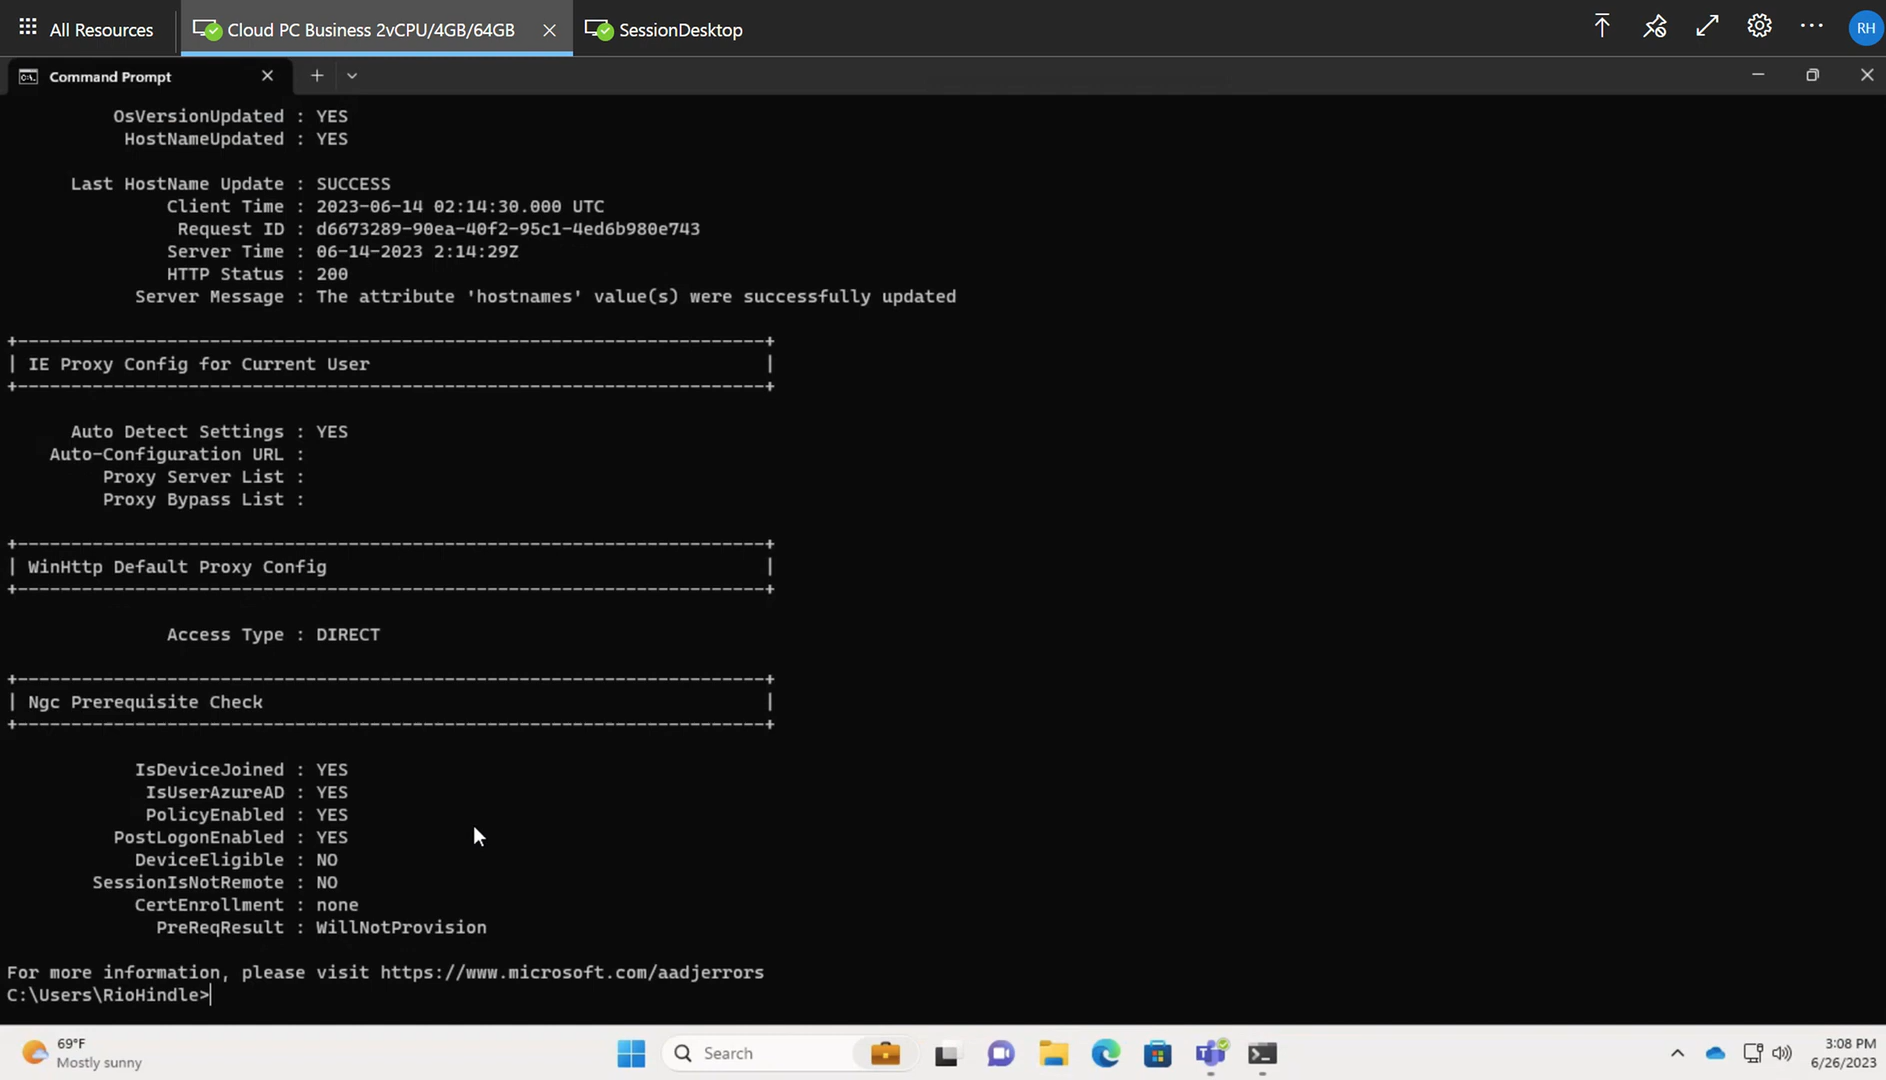 All Resources
Cloud PC Business 2vCPU/4GB/64GB
SessionDesktop
RH
Command Prompt
OsVersionUpdated : YES
HostNameUpdated : YES
Last HostName Update : SUCCESS
Client Time : 2023-06-14 02:14:30.000 UTC
Request ID : d6673289-90ea-40f2-95c1-4ed6b980e743
Server Time : 06-14-2023 2:14:29Z
HTTP Status : 200
Server Message : The attribute 'hostnames' value(s) were successfully updated
+----------------------------------------------------------------------+
| IE Proxy Config for Current User                                     |
+----------------------------------------------------------------------+
Auto Detect Settings : YES
Auto-Configuration URL :
Proxy Server List :
Proxy Bypass List :
+----------------------------------------------------------------------+
| WinHttp Default Proxy Config                                         |
+----------------------------------------------------------------------+
Access Type : DIRECT
+----------------------------------------------------------------------+
| Ngc Prerequisite Check                                               |
+----------------------------------------------------------------------+
IsDeviceJoined : YES
IsUserAzureAD : YES
PolicyEnabled : YES
PostLogonEnabled : YES
DeviceEligible : NO
SessionIsNotRemote : NO
CertEnrollment : none
PreReqResult : WillNotProvision
For more information, please visit https://www.microsoft.com/aadjerrors
C:\Users\RioHindle>
69°F
Mostly sunny
Search
3:08 PM
6/26/2023